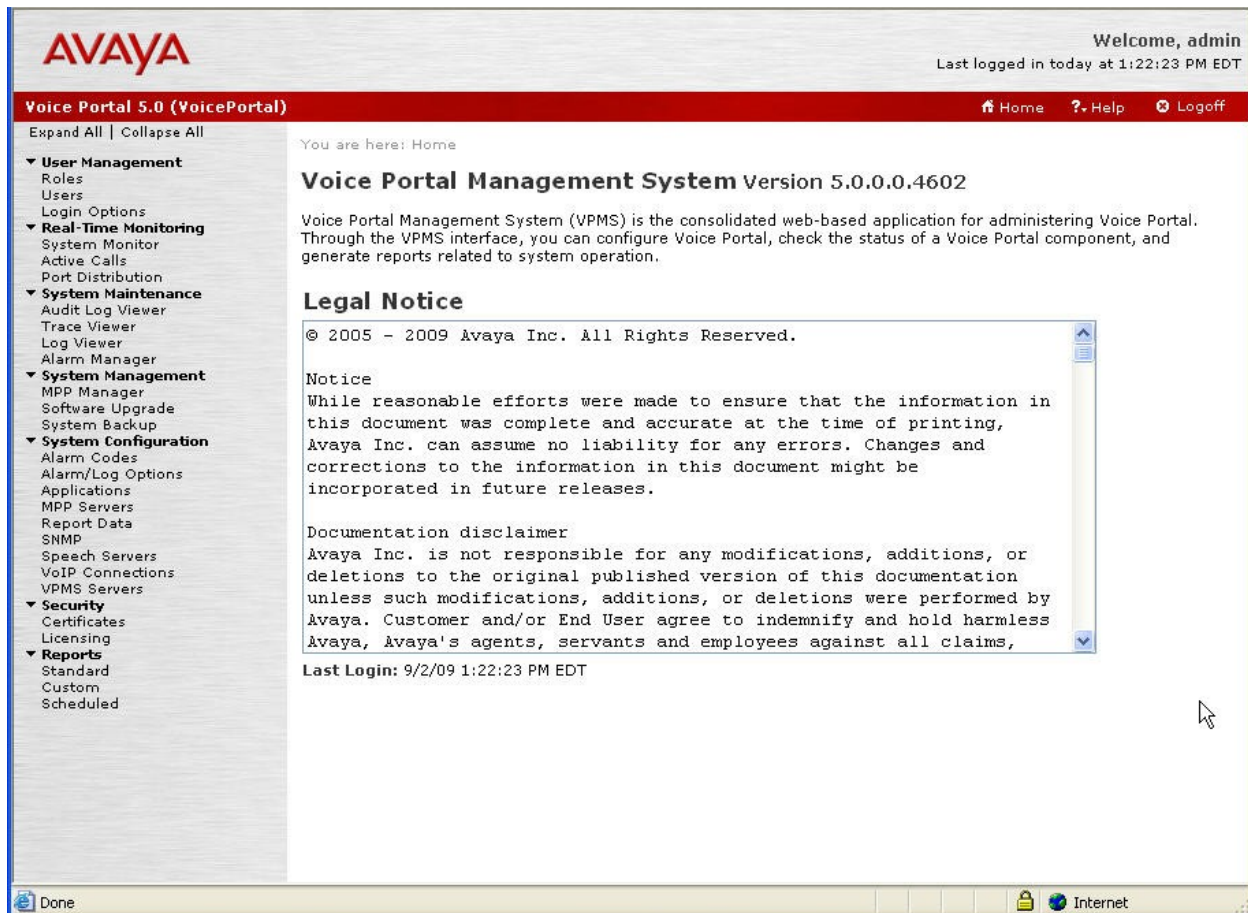 AVAYA
Welcome, admin
Last logged in today at 1:22:23 PM EDT
Voice Portal 5.0 (VoicePortal)
Home
?- Help
Logoff
Expand All | Collapse All
User Management
Roles
Users
Login Options
Real-Time Monitoring
System Monitor
Active Calls
Port Distribution
System Maintenance
Audit Log Viewer
Trace Viewer
Log Viewer
Alarm Manager
System Management
MPP Manager
Software Upgrade
System Backup
System Configuration
Alarm Codes
Alarm/Log Options
Applications
MPP Servers
Report Data
SNMP
Speech Servers
VoIP Connections
VPMS Servers
Security
Certificates
Licensing
Reports
Standard
Custom
Scheduled
You are here: Home
Voice Portal Management System Version 5.0.0.0.4602
Voice Portal Management System (VPMS) is the consolidated web-based application for administering Voice Portal.
Through the VPMS interface, you can configure Voice Portal, check the status of a Voice Portal component, and
generate reports related to system operation.
Legal Notice
© 2005 - 2009 Avaya Inc. All Rights Reserved.
Notice
While reasonable efforts were made to ensure that the information in
this document was complete and accurate at the time of printing,
Avaya Inc. can assume no liability for any errors. Changes and
corrections to the information in this document might be
incorporated in future releases.
Documentation disclaimer
Avaya Inc. is not responsible for any modifications, additions, or
deletions to the original published version of this documentation
unless such modifications, additions, or deletions were performed by
Avaya. Customer and/or End User agree to indemnify and hold harmless
Avaya, Avaya's agents, servants and employees against all claims,
Last Login: 9/2/09 1:22:23 PM EDT
Done
Internet